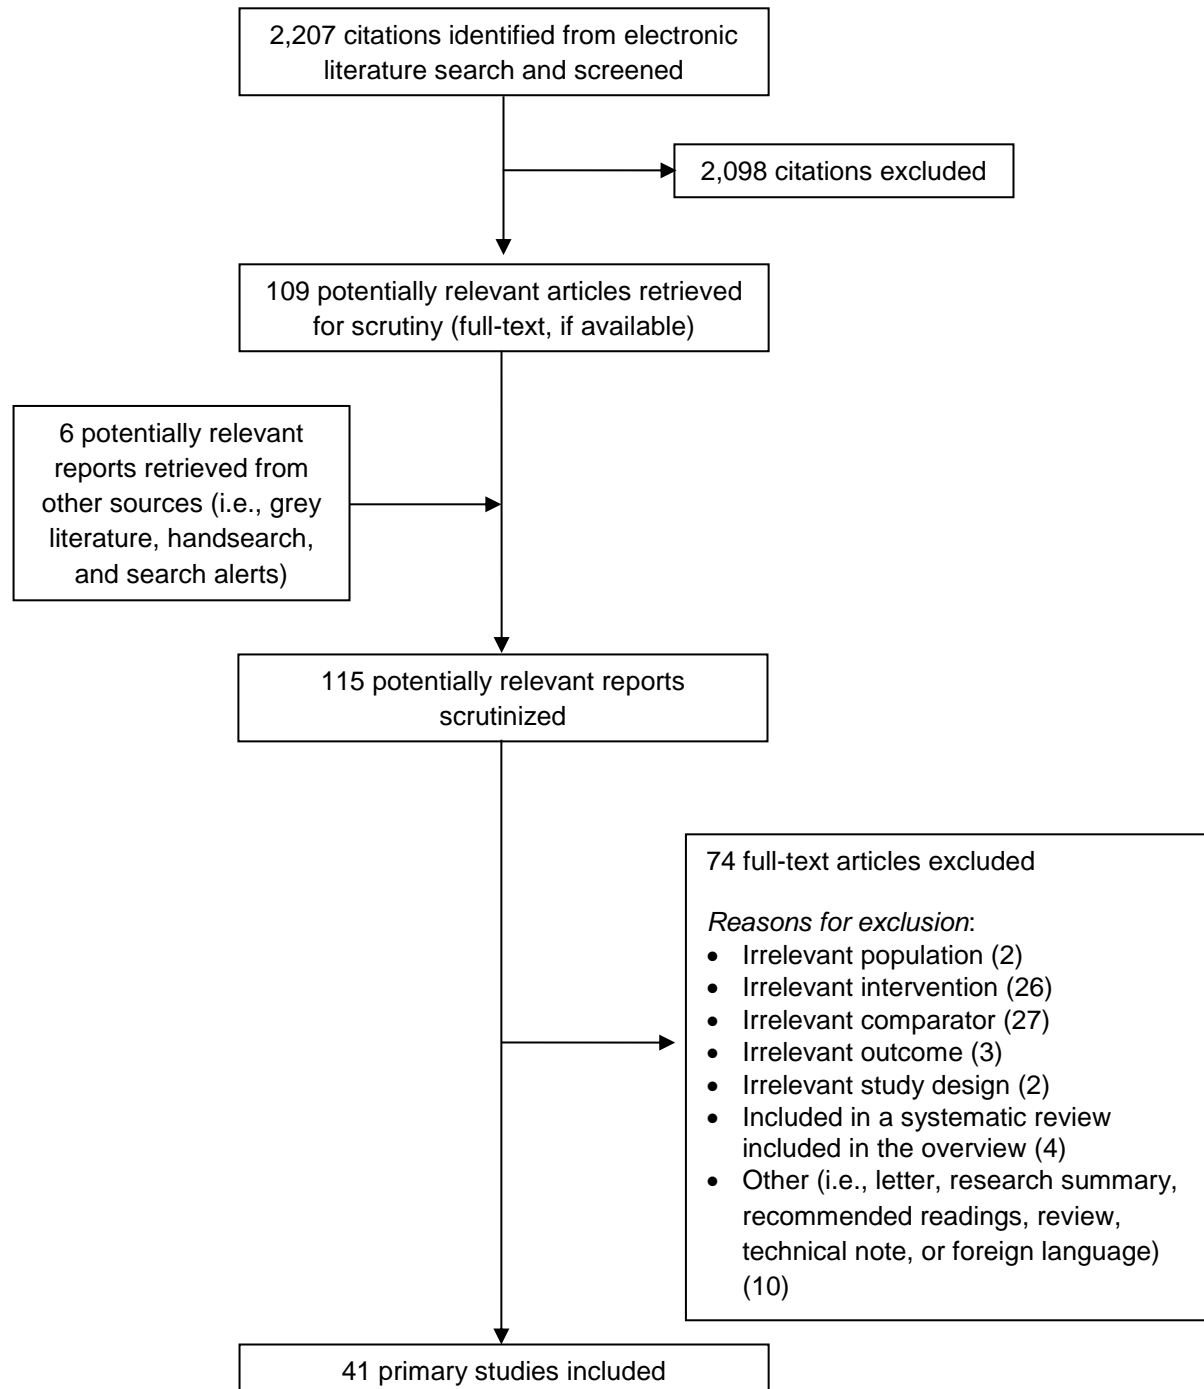 2,207 citations identified from electronic
literature search and screened
2,098 citations excluded
109 potentially relevant articles retrieved
for scrutiny (full-text, if available)
6 potentially relevant
reports retrieved from
other sources (i.e., grey
literature, handsearch,
and search alerts)
115 potentially relevant reports
scrutinized
74 full-text articles excluded
Reasons for exclusion:
• Irrelevant population (2)
• Irrelevant intervention (26)
• Irrelevant comparator (27)
• Irrelevant outcome (3)
• Irrelevant study design (2)
• Included in a systematic review
included in the overview (4)
• Other (i.e., letter, research summary,
recommended readings, review,
technical note, or foreign language)
(10)
41 primary studies included